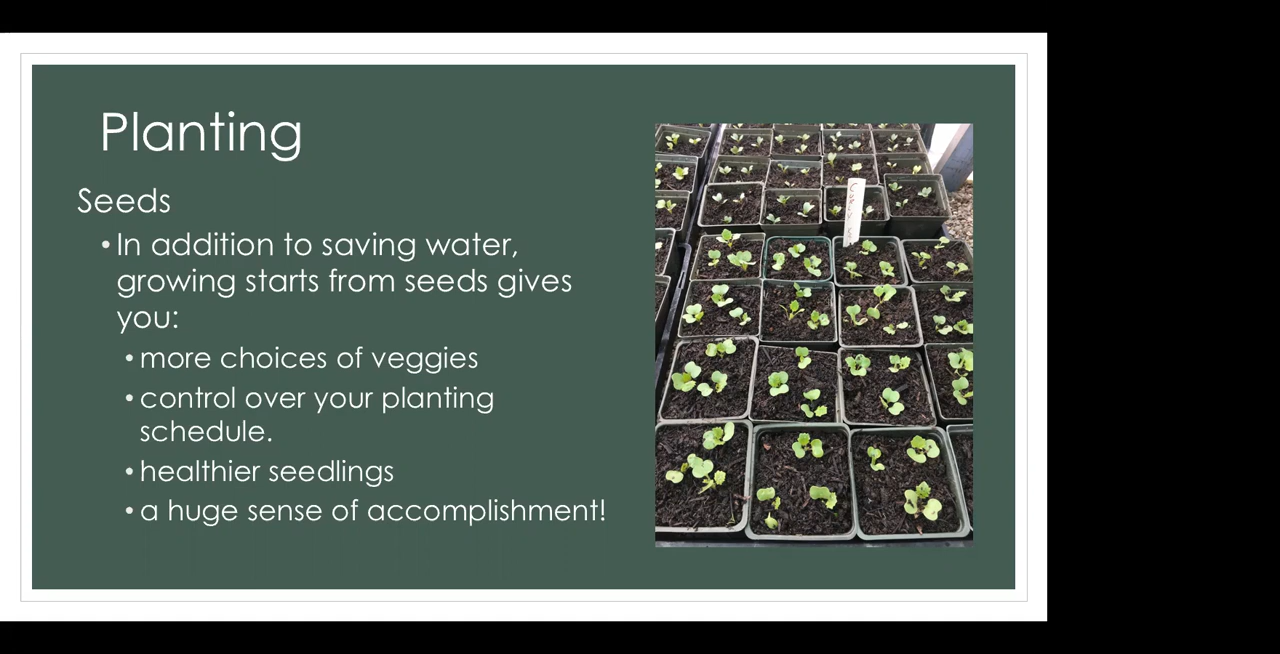 Planting
Seeds
• In addition to saving water,
growing starts from seeds gives
you:
• more choices of veggies
• control over your planting
schedule.
• healthier seedlings
• a huge sense of accomplishment!